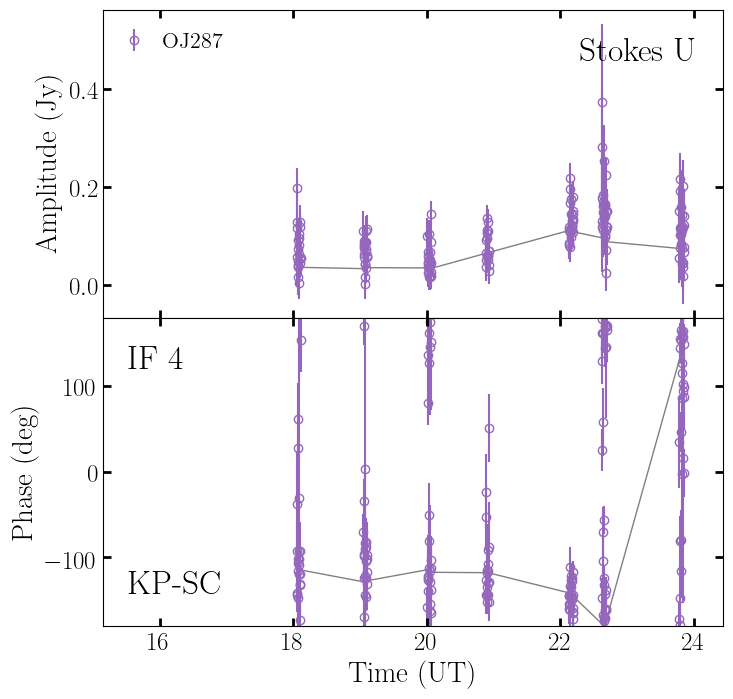 OJ287
Stokes U
Amplitude (Jy)
0.4
0.2
0.0
IF 4
KP-SC
Phase (deg)
100
0
−100
16 18 20 22 24
Time (UT)